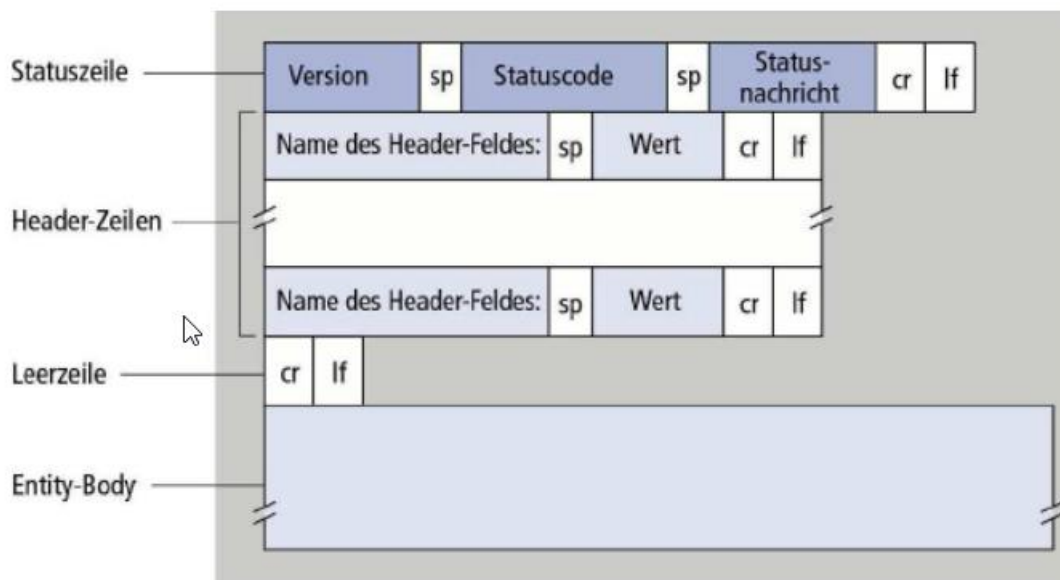 Statuszeile
Version sp Statuscode sp Status-
nachricht cr lf
Name des Header-Feldes: sp Wert cr lf
Header-Zeilen
Name des Header-Feldes: sp Wert cr lf
Leerzeile
cr lf
Entity-Body